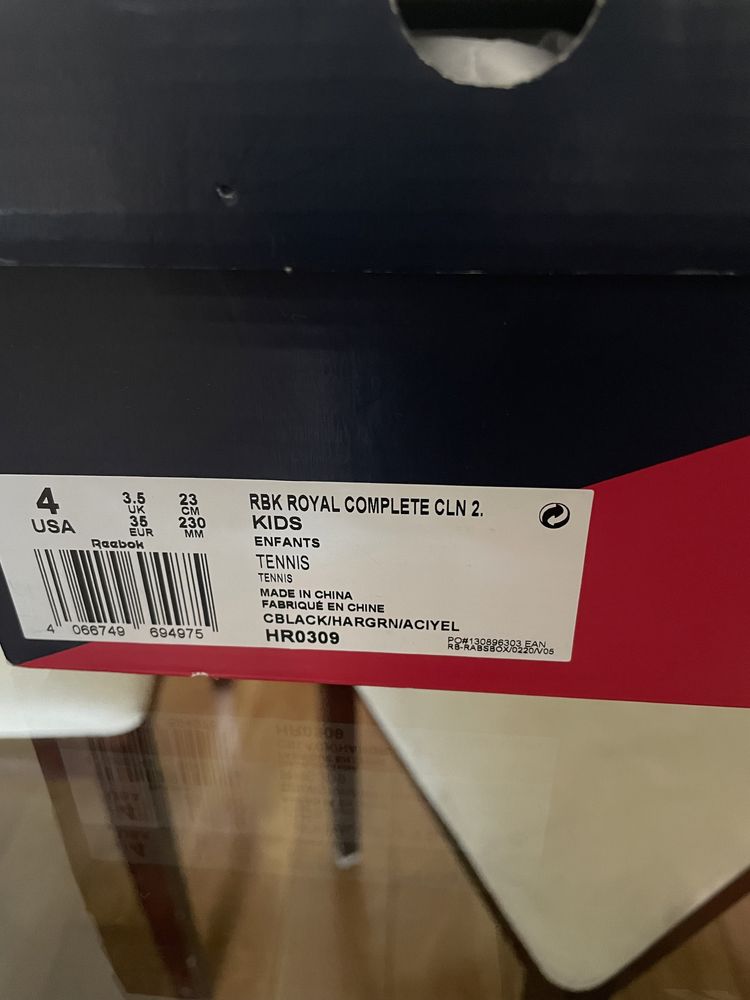 4
USA
3.5
UK
35
EUR
23
CM
230
MM
Reebok
4 066749 694975
RBK ROYAL COMPLETE CLN 2.
KIDS
ENFANTS
TENNIS
TENNIS
MADE IN CHINA
FABRIQUÉ EN CHINE
CBLACK/HARGRN/ACIYEL
HR0309
PO#130896303 EAN
RB-RABSBOX/0220/V05
HR0309